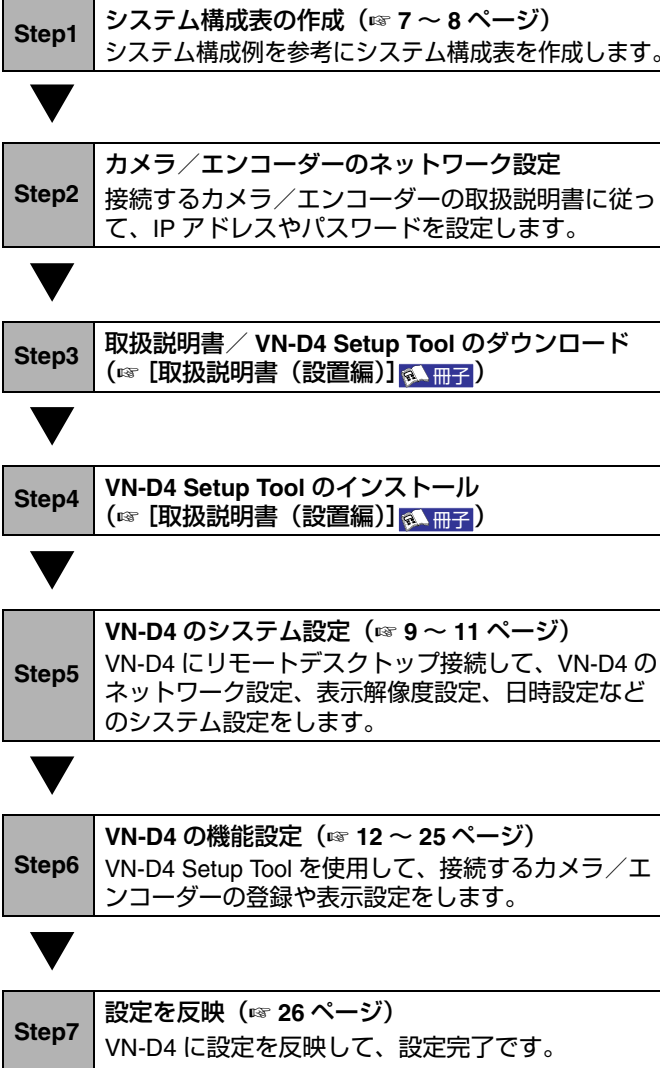 Step1
システム構成表の作成（☞ 7 ～ 8 ページ）
システム構成例を参考にシステム構成表を作成します。
Step2
カメラ／エンコーダーのネットワーク設定
接続するカメラ／エンコーダーの取扱説明書に従っ
て、IP アドレスやパスワードを設定します。
Step3
取扱説明書／ VN-D4 Setup Tool のダウンロード
（☞［取扱説明書（設置編）］冊子）
Step4
VN-D4 Setup Tool のインストール
（☞［取扱説明書（設置編）］冊子）
Step5
VN-D4 のシステム設定（☞ 9 ～ 11 ページ）
VN-D4 にリモートデスクトップ接続して、VN-D4 の
ネットワーク設定、表示解像度設定、日時設定など
のシステム設定をします。
Step6
VN-D4 の機能設定（☞ 12 ～ 25 ページ）
VN-D4 Setup Tool を使用して、接続するカメラ／エ
ンコーダーの登録や表示設定をします。
Step7
設定を反映（☞ 26 ページ）
VN-D4 に設定を反映して、設定完了です。